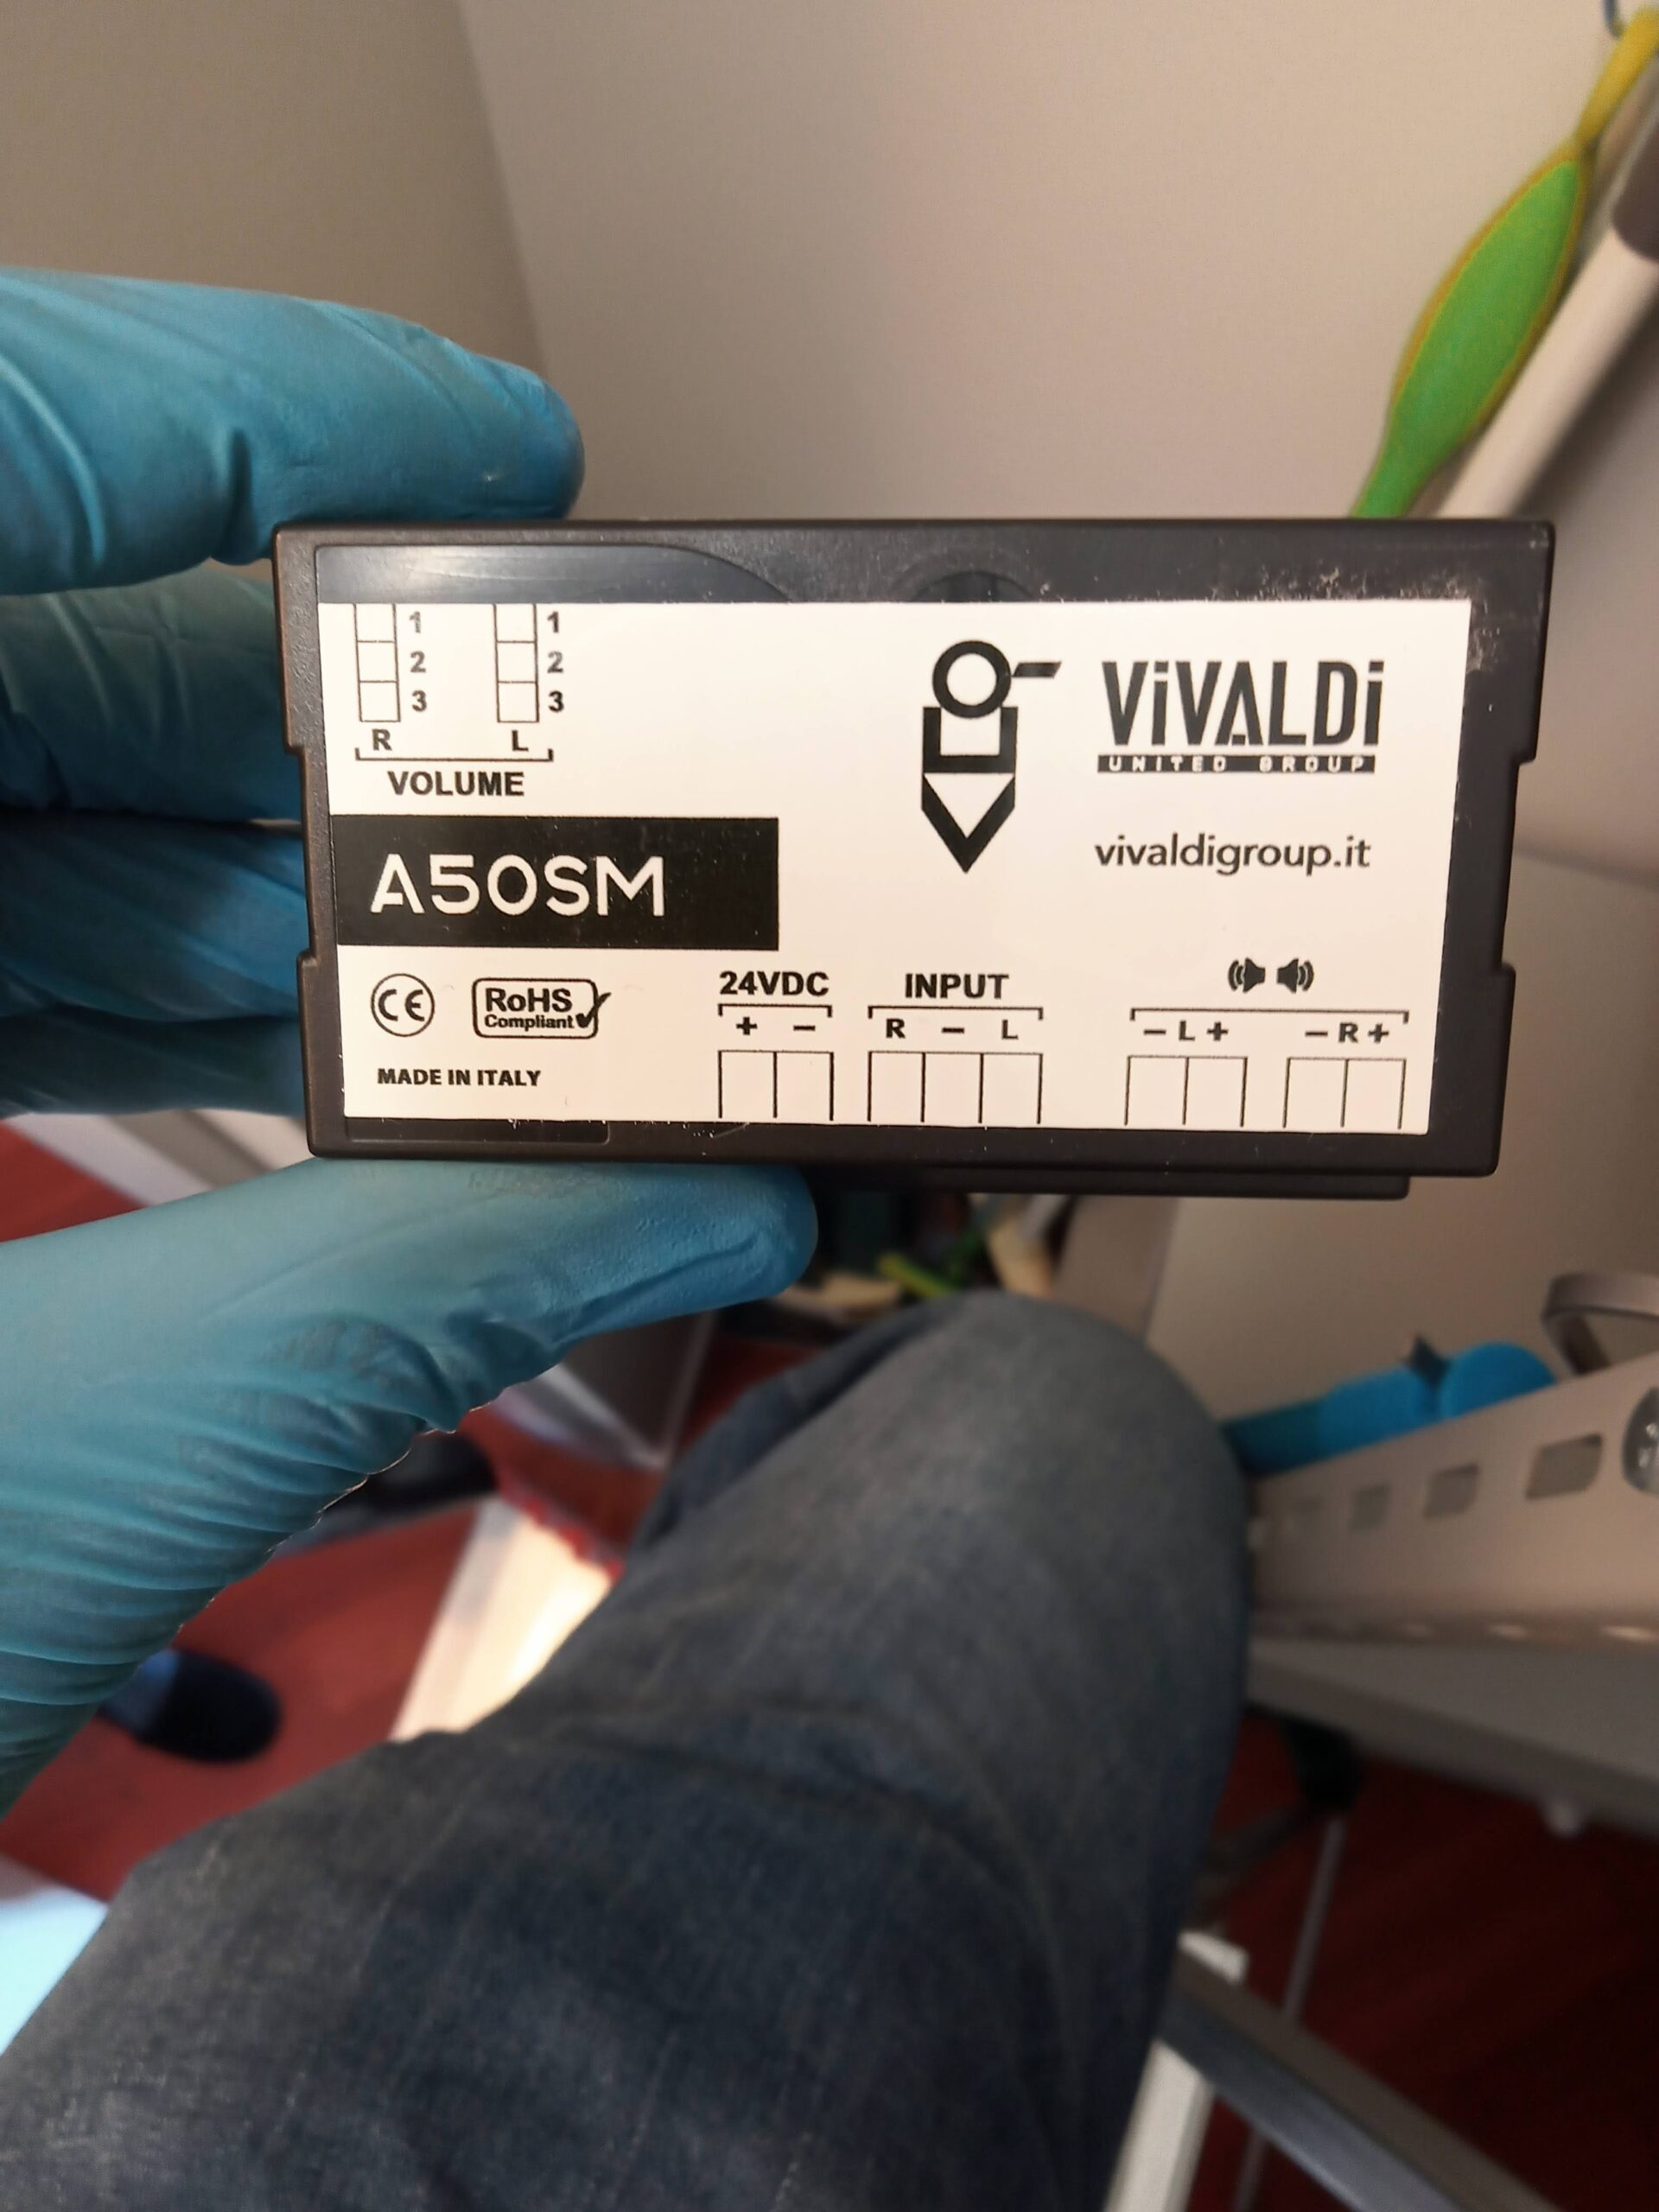 1 1
2 2
3 3
R L
VOLUME
A50SM
ViVALDi
UNITED GROUP
vivaldigroup.it
CE
RoHS
Compliant
MADE IN ITALY
24VDC
+ −
INPUT
R − L
− L + − R +